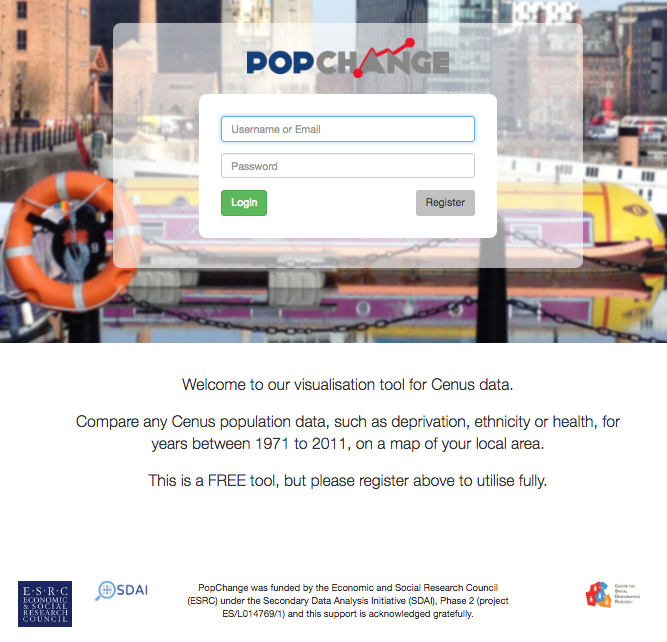 POPCHANGE
Username or Email
Password
Login Register
Welcome to our visualisation tool for Cenus data.
Compare any Cenus population data, such as deprivation, ethnicity or health, for
years between 1971 to 2011, on a map of your local area.
This is a FREE tool, but please register above to utilise fully.
E·S·R·C
ECONOMIC
& SOCIAL
RESEARCH
COUNCIL
SDAI
PopChange was funded by the Economic and Social Research Council
(ESRC) under the Secondary Data Analysis Initiative (SDAI), Phase 2 (project
ES/L014769/1) and this support is acknowledged gratefully.
Centre for
Social
Demographics
Research